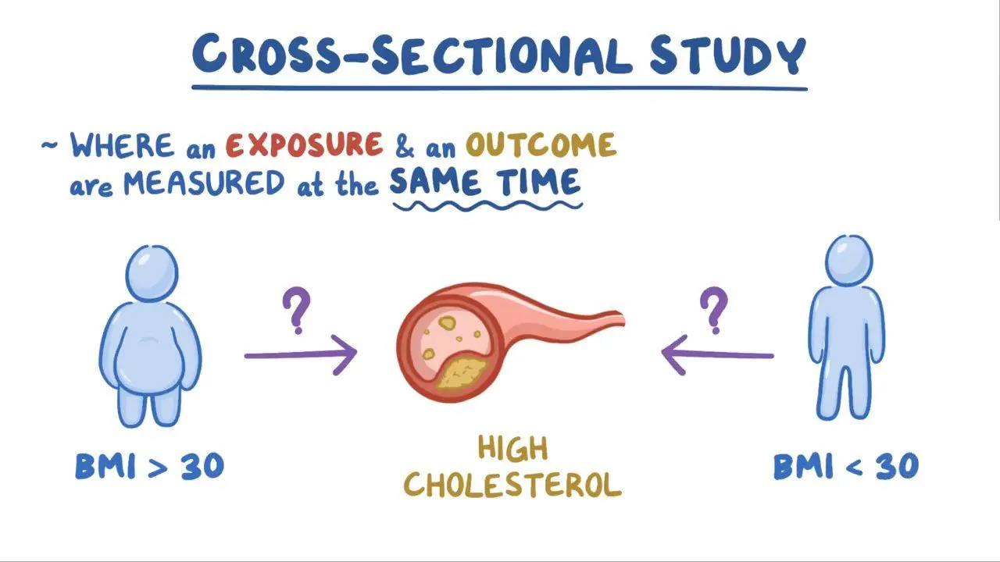 CROSS-SECTIONAL STUDY
~ WHERE an EXPOSURE & an OUTCOME
are MEASURED at the SAME TIME
?
?
BMI > 30
HIGH
CHOLESTEROL
BMI < 30